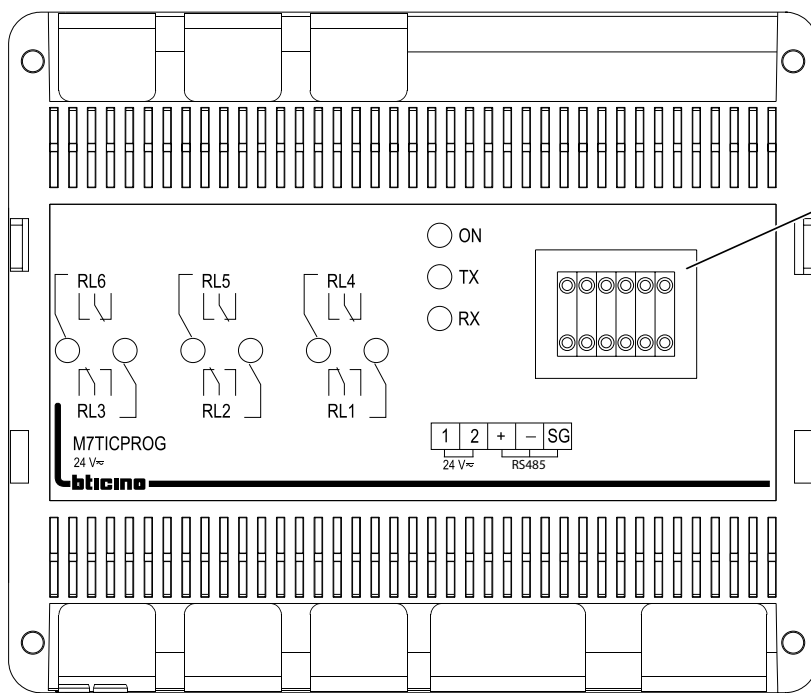 ON
TX
RX
RL6 RL5 RL4
RL3 RL2 RL1
M7TICPROG
24 V≂
bticino
1 2 + – SG
24 V≂ RS485